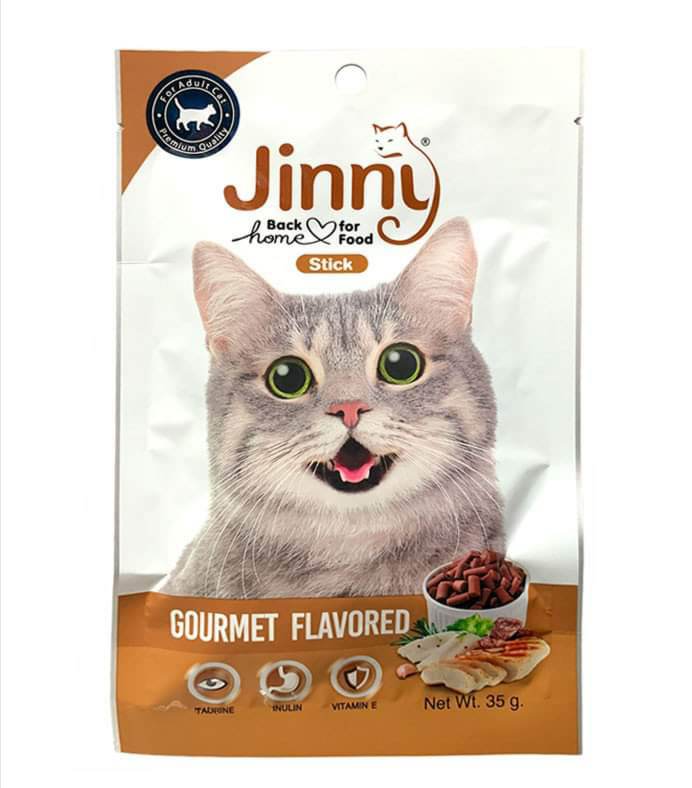 For Adult Cat
Premium Quality
Jinny®
Back home for Food
Stick
GOURMET FLAVORED
TAURINE
INULIN
VITAMIN E
Net Wt. 35 g.